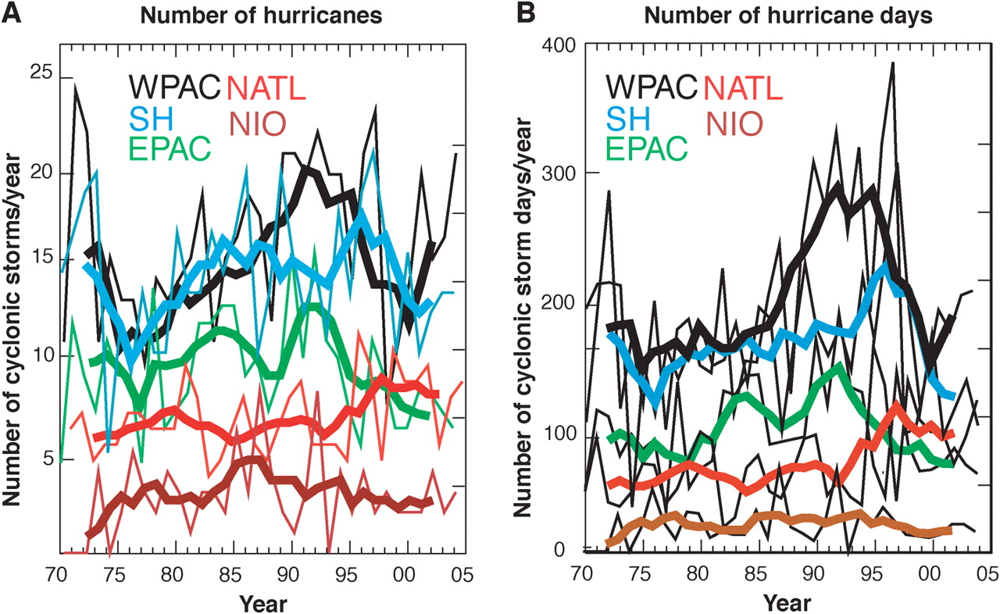 A
Number of hurricanes
Number of cyclonic storms/year
25
20
15
10
5
WPAC NATL
SH NIO
EPAC
70 75 80 85 90 95 00 05
Year
B
Number of hurricane days
Number of cyclonic storm days/year
400
300
200
100
0
WPAC NATL
SH NIO
EPAC
70 75 80 85 90 95 00 05
Year